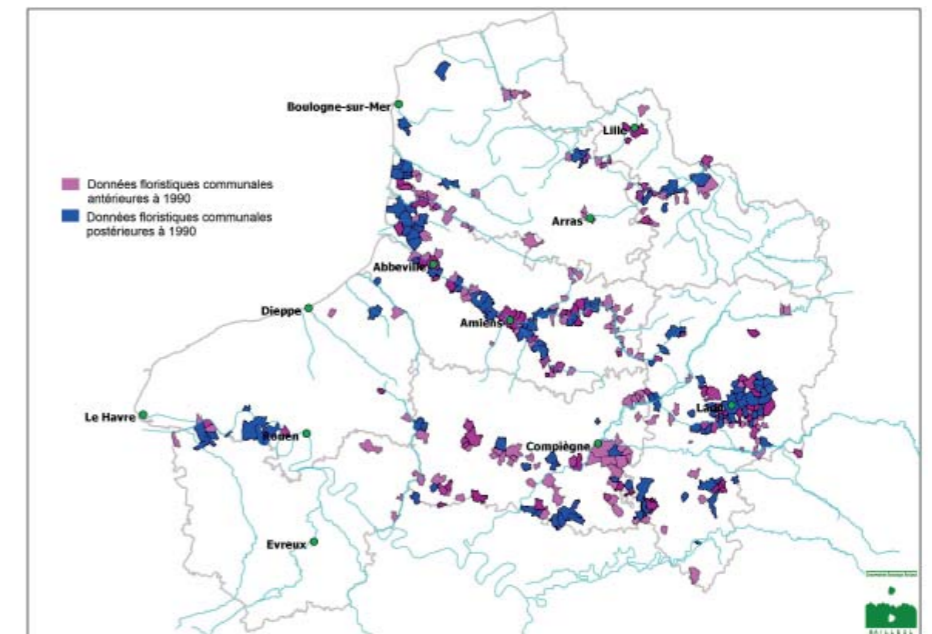 Boulogne-sur-Mer
Lille
Données floristiques communales
antérieures à 1990
Données floristiques communales
postérieures à 1990
Arras
Abbeville
Dieppe
Amiens
Laon
Le Havre
Rouen
Compiègne
Evreux
BAILLEUL